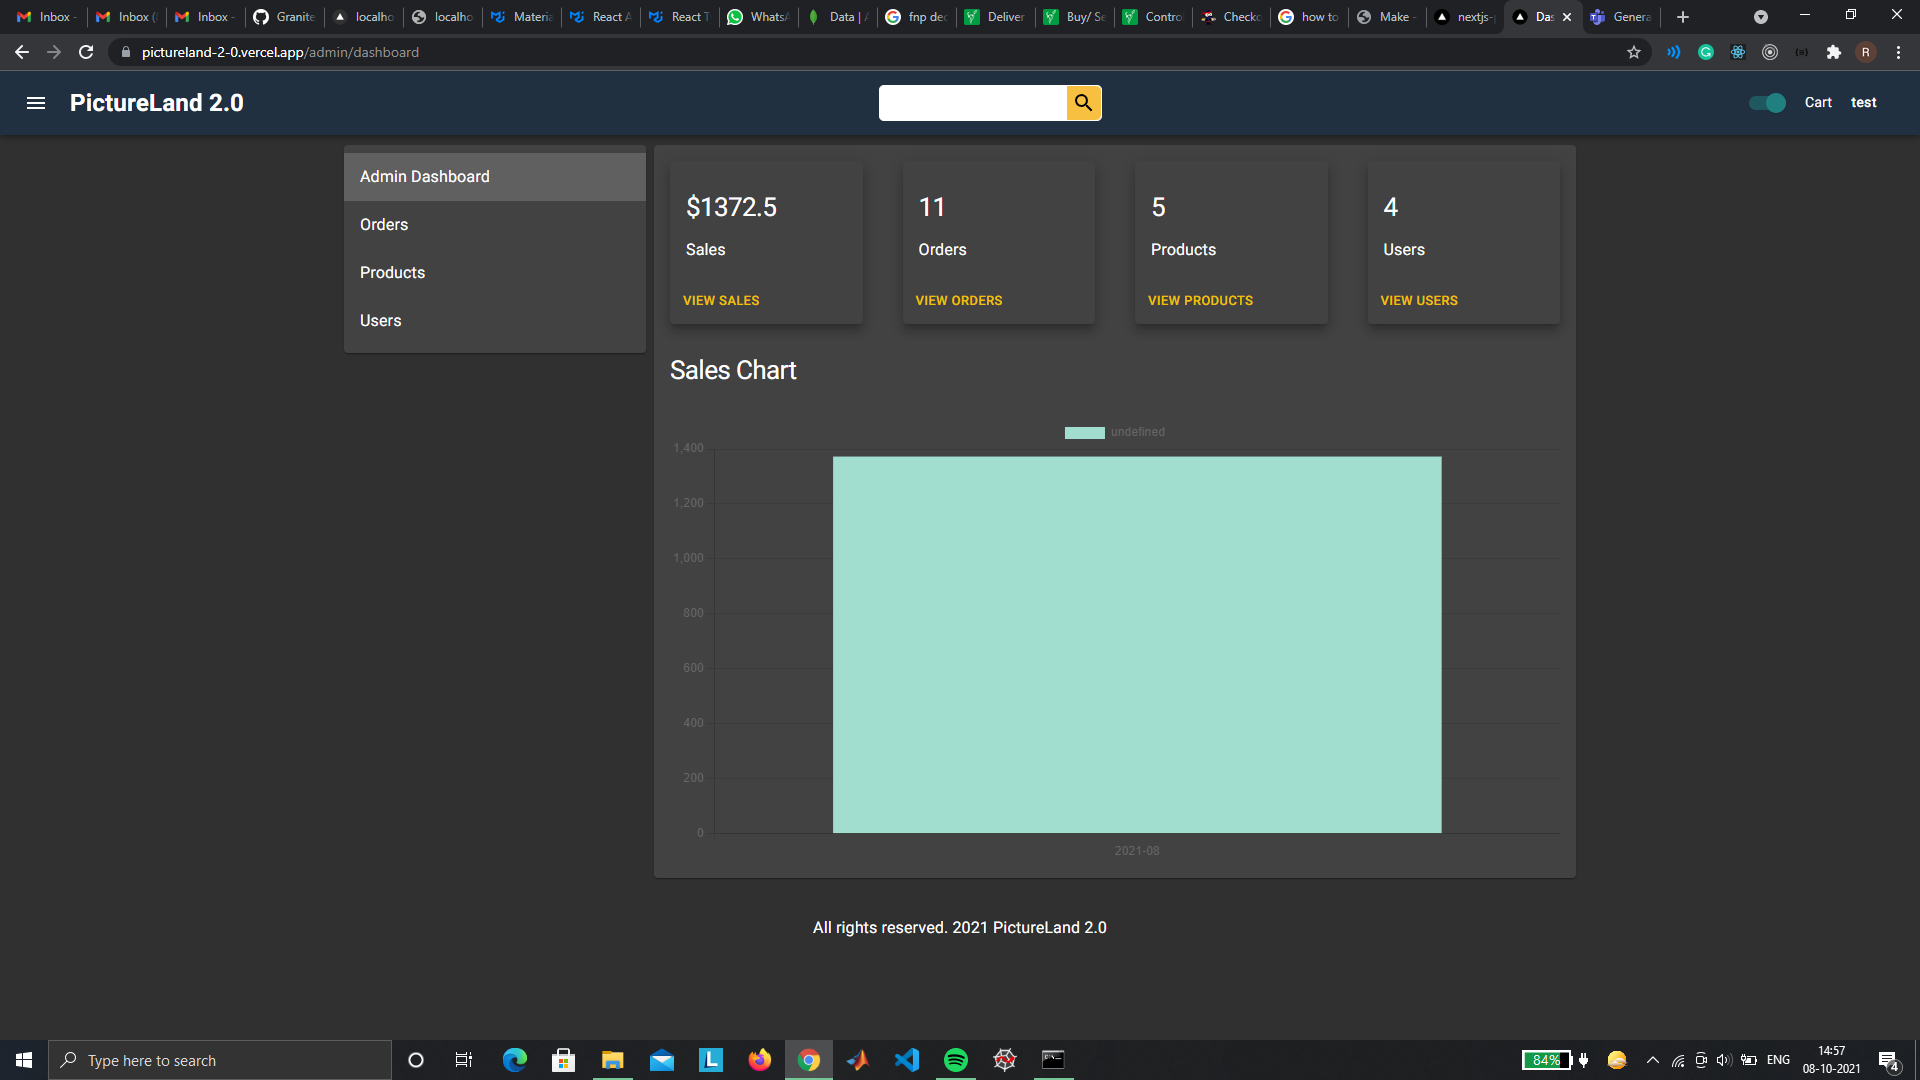 Inbox - Inbox ( Inbox - Granite localho localho Materia React A React T WhatsA Data | A fnp dec Deliver Buy/ Se Contro Checko how to Make - nextjs- Das Genera
pictureland-2-0.vercel.app/admin/dashboard R
PictureLand 2.0 Cart test
Admin Dashboard
Orders
Products
Users
$1372.5
Sales
VIEW SALES
11
Orders
VIEW ORDERS
5
Products
VIEW PRODUCTS
4
Users
VIEW USERS
Sales Chart
undefined
1,400
1,200
1,000
800
600
400
200
0
2021-08
All rights reserved. 2021 PictureLand 2.0
Type here to search L 84% ENG 14:57
08-10-2021 4